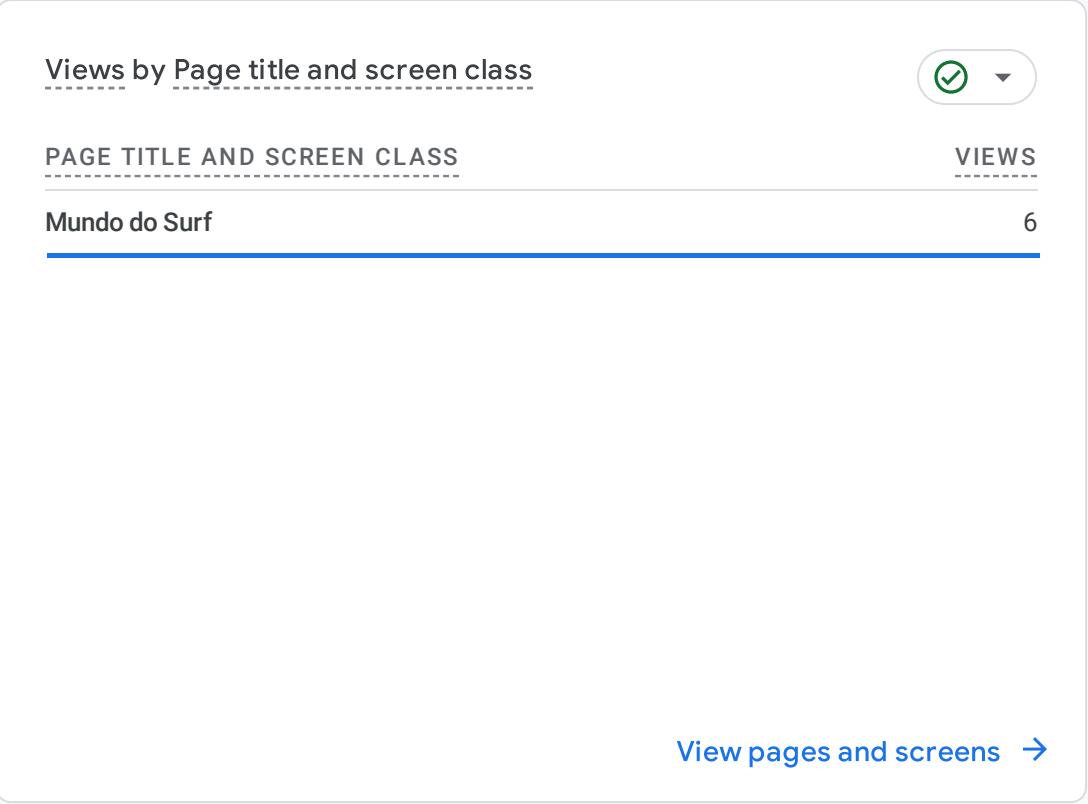 Views by Page title and screen class
PAGE TITLE AND SCREEN CLASS VIEWS
Mundo do Surf 6
View pages and screens